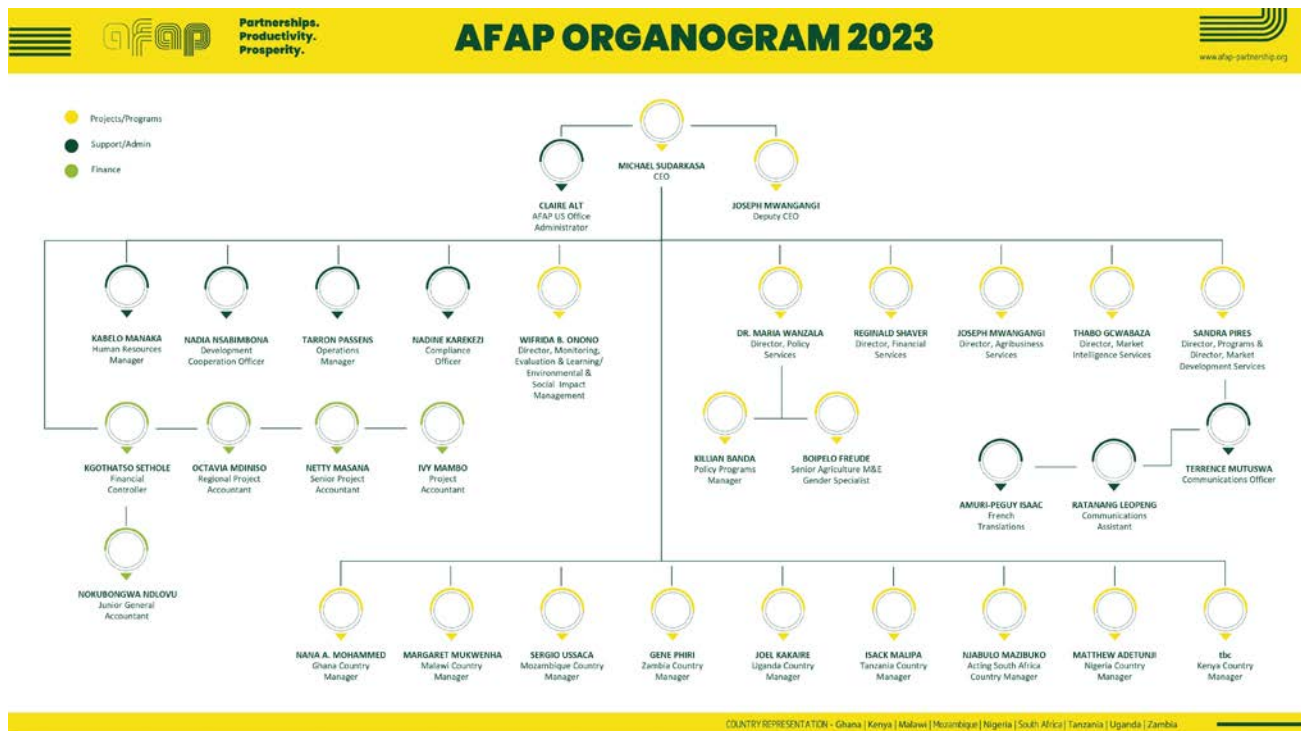 afap
Partnerships.
Productivity.
Prosperity.
AFAP ORGANOGRAM 2023
www.afap-partnership.org
Projects/Programs
Support/Admin
Finance
MICHAEL SUDARKASA
CEO
CLAIRE ALT
AFAP US Office
Administrator
JOSEPH MWANGANGI
Deputy CEO
KABELO MANAKA
Human Resources
Manager
NADIA NSABIMBONA
Development
Cooperation Officer
TARRON PASSENS
Operations
Manager
NADINE KAREKEZI
Compliance
Officer
WIFRIDA B. ONONO
Director, Monitoring,
Evaluation & Learning/
Environmental &
Social Impact
Management
DR. MARIA WANZALA
Director, Policy
Services
REGINALD SHAVER
Director, Financial
Services
JOSEPH MWANGANGI
Director, Agribusiness
Services
THABO GCWABAZA
Director, Market
Intelligence Services
SANDRA PIRES
Director, Programs &
Director, Market
Development Services
KGOTHATSO SETHOLE
Financial
Controller
OCTAVIA MDINISO
Regional Project
Accountant
NETTY MASANA
Senior Project
Accountant
IVY MAMBO
Project
Accountant
KILLIAN BANDA
Policy Programs
Manager
BOIPELO FREUDE
Senior Agriculture M&E
Gender Specialist
TERRENCE MUTUSWA
Communications Officer
AMURI-PEGUY ISAAC
French
Translations
RATANANG LEOPENG
Communications
Assistant
NOKUBONGWA NDLOVU
Junior General
Accountant
NANA A. MOHAMMED
Ghana Country
Manager
MARGARET MUKWENHA
Malewi Country
Manager
SERGIO USSACA
Mozambique Country
Manager
GENE PHIRI
Zambia Country
Manager
JOEL KAKAIRE
Uganda Country
Manager
ISACK MALIPA
Tanzania Country
Manager
NJABULO MAZIBUKO
Acting South Africa
Country Manager
MATTHEW ADETUNJI
Nigeria Country
Manager
tbc
Kenya Country
Manager
COUNTRY REPRESENTATION - Ghana | Kenya | Malawi | Mozambique | Nigeria | South Africa | Tanzania | Uganda | Zambia